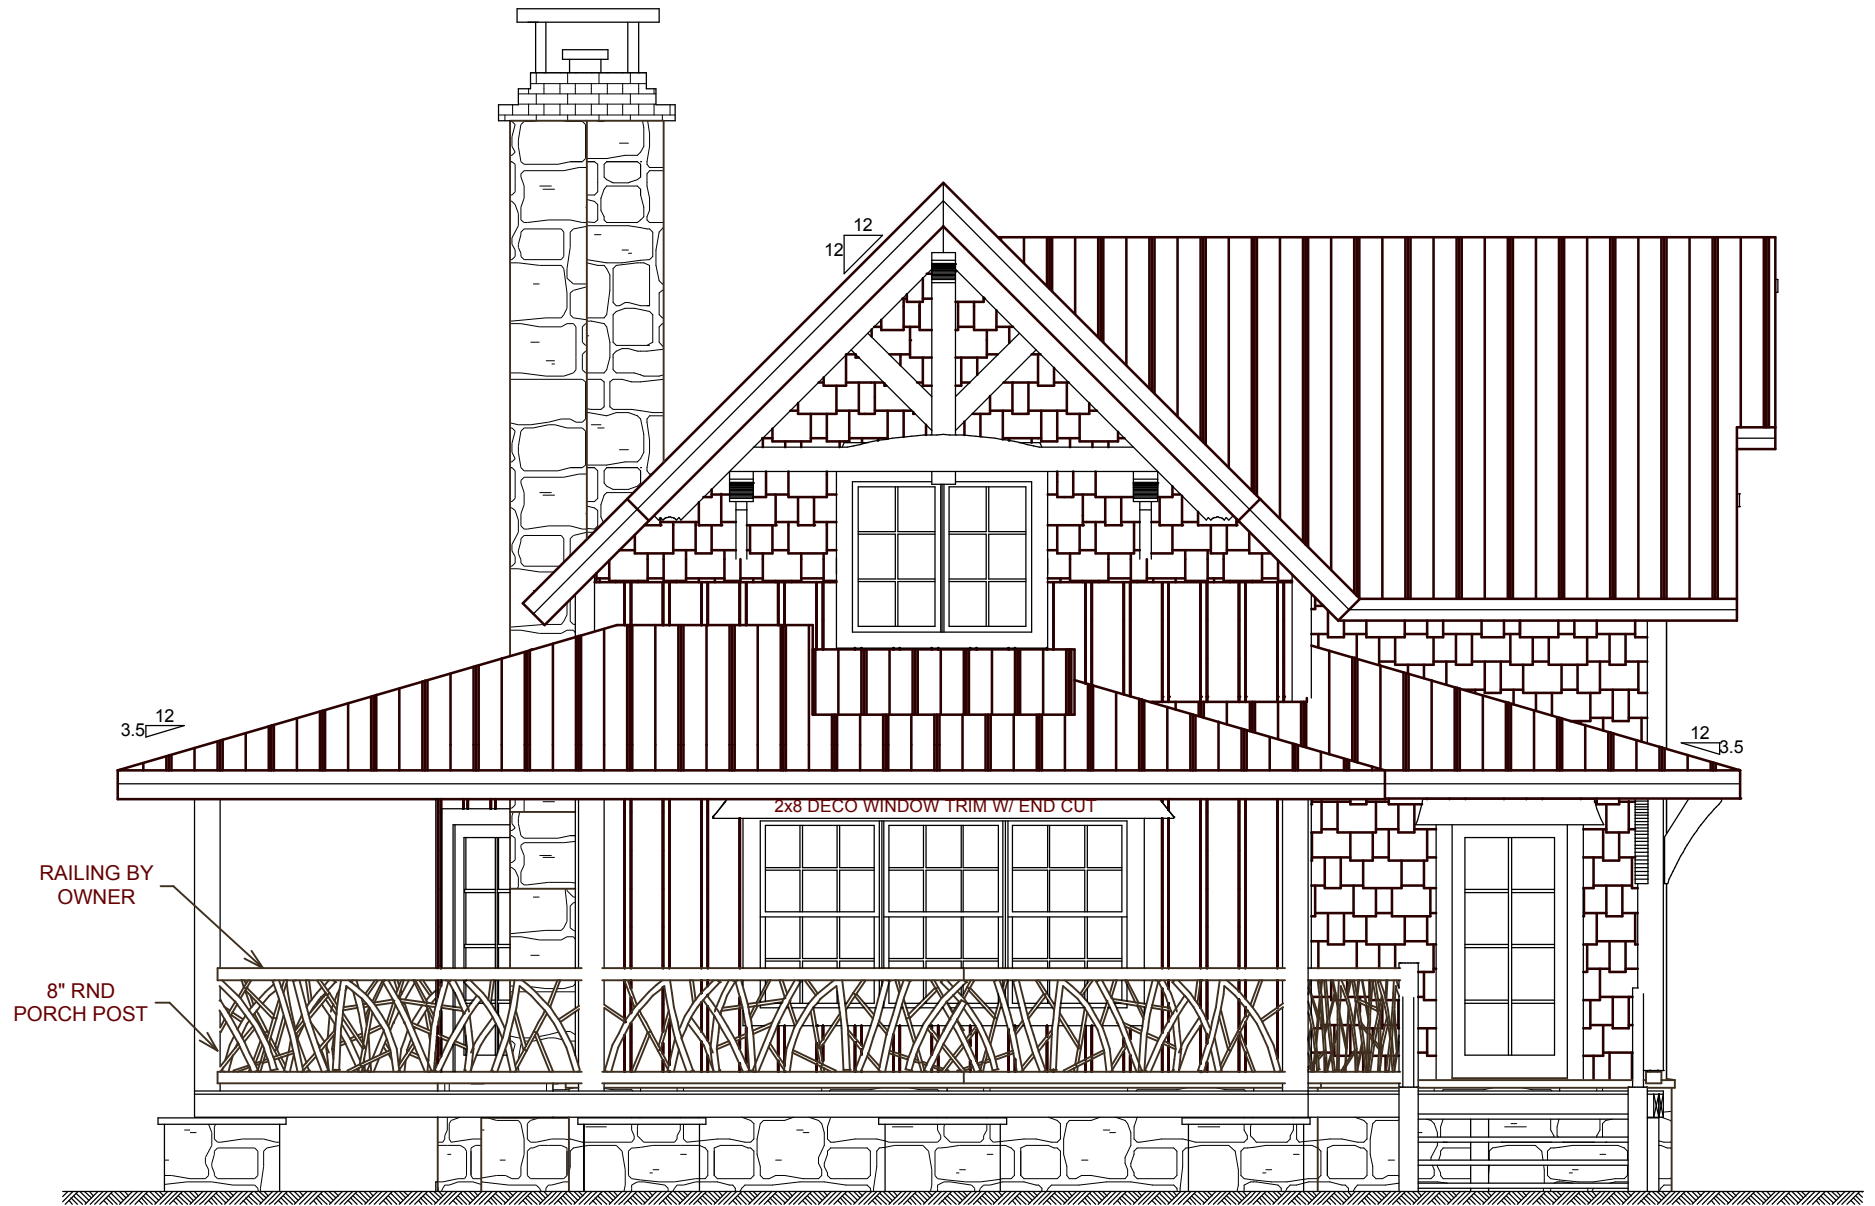 12
12
12
3.5
12
3.5
2x8 DECO WINDOW TRIM W/ END CUT
RAILING BY
OWNER
8" RND
PORCH POST